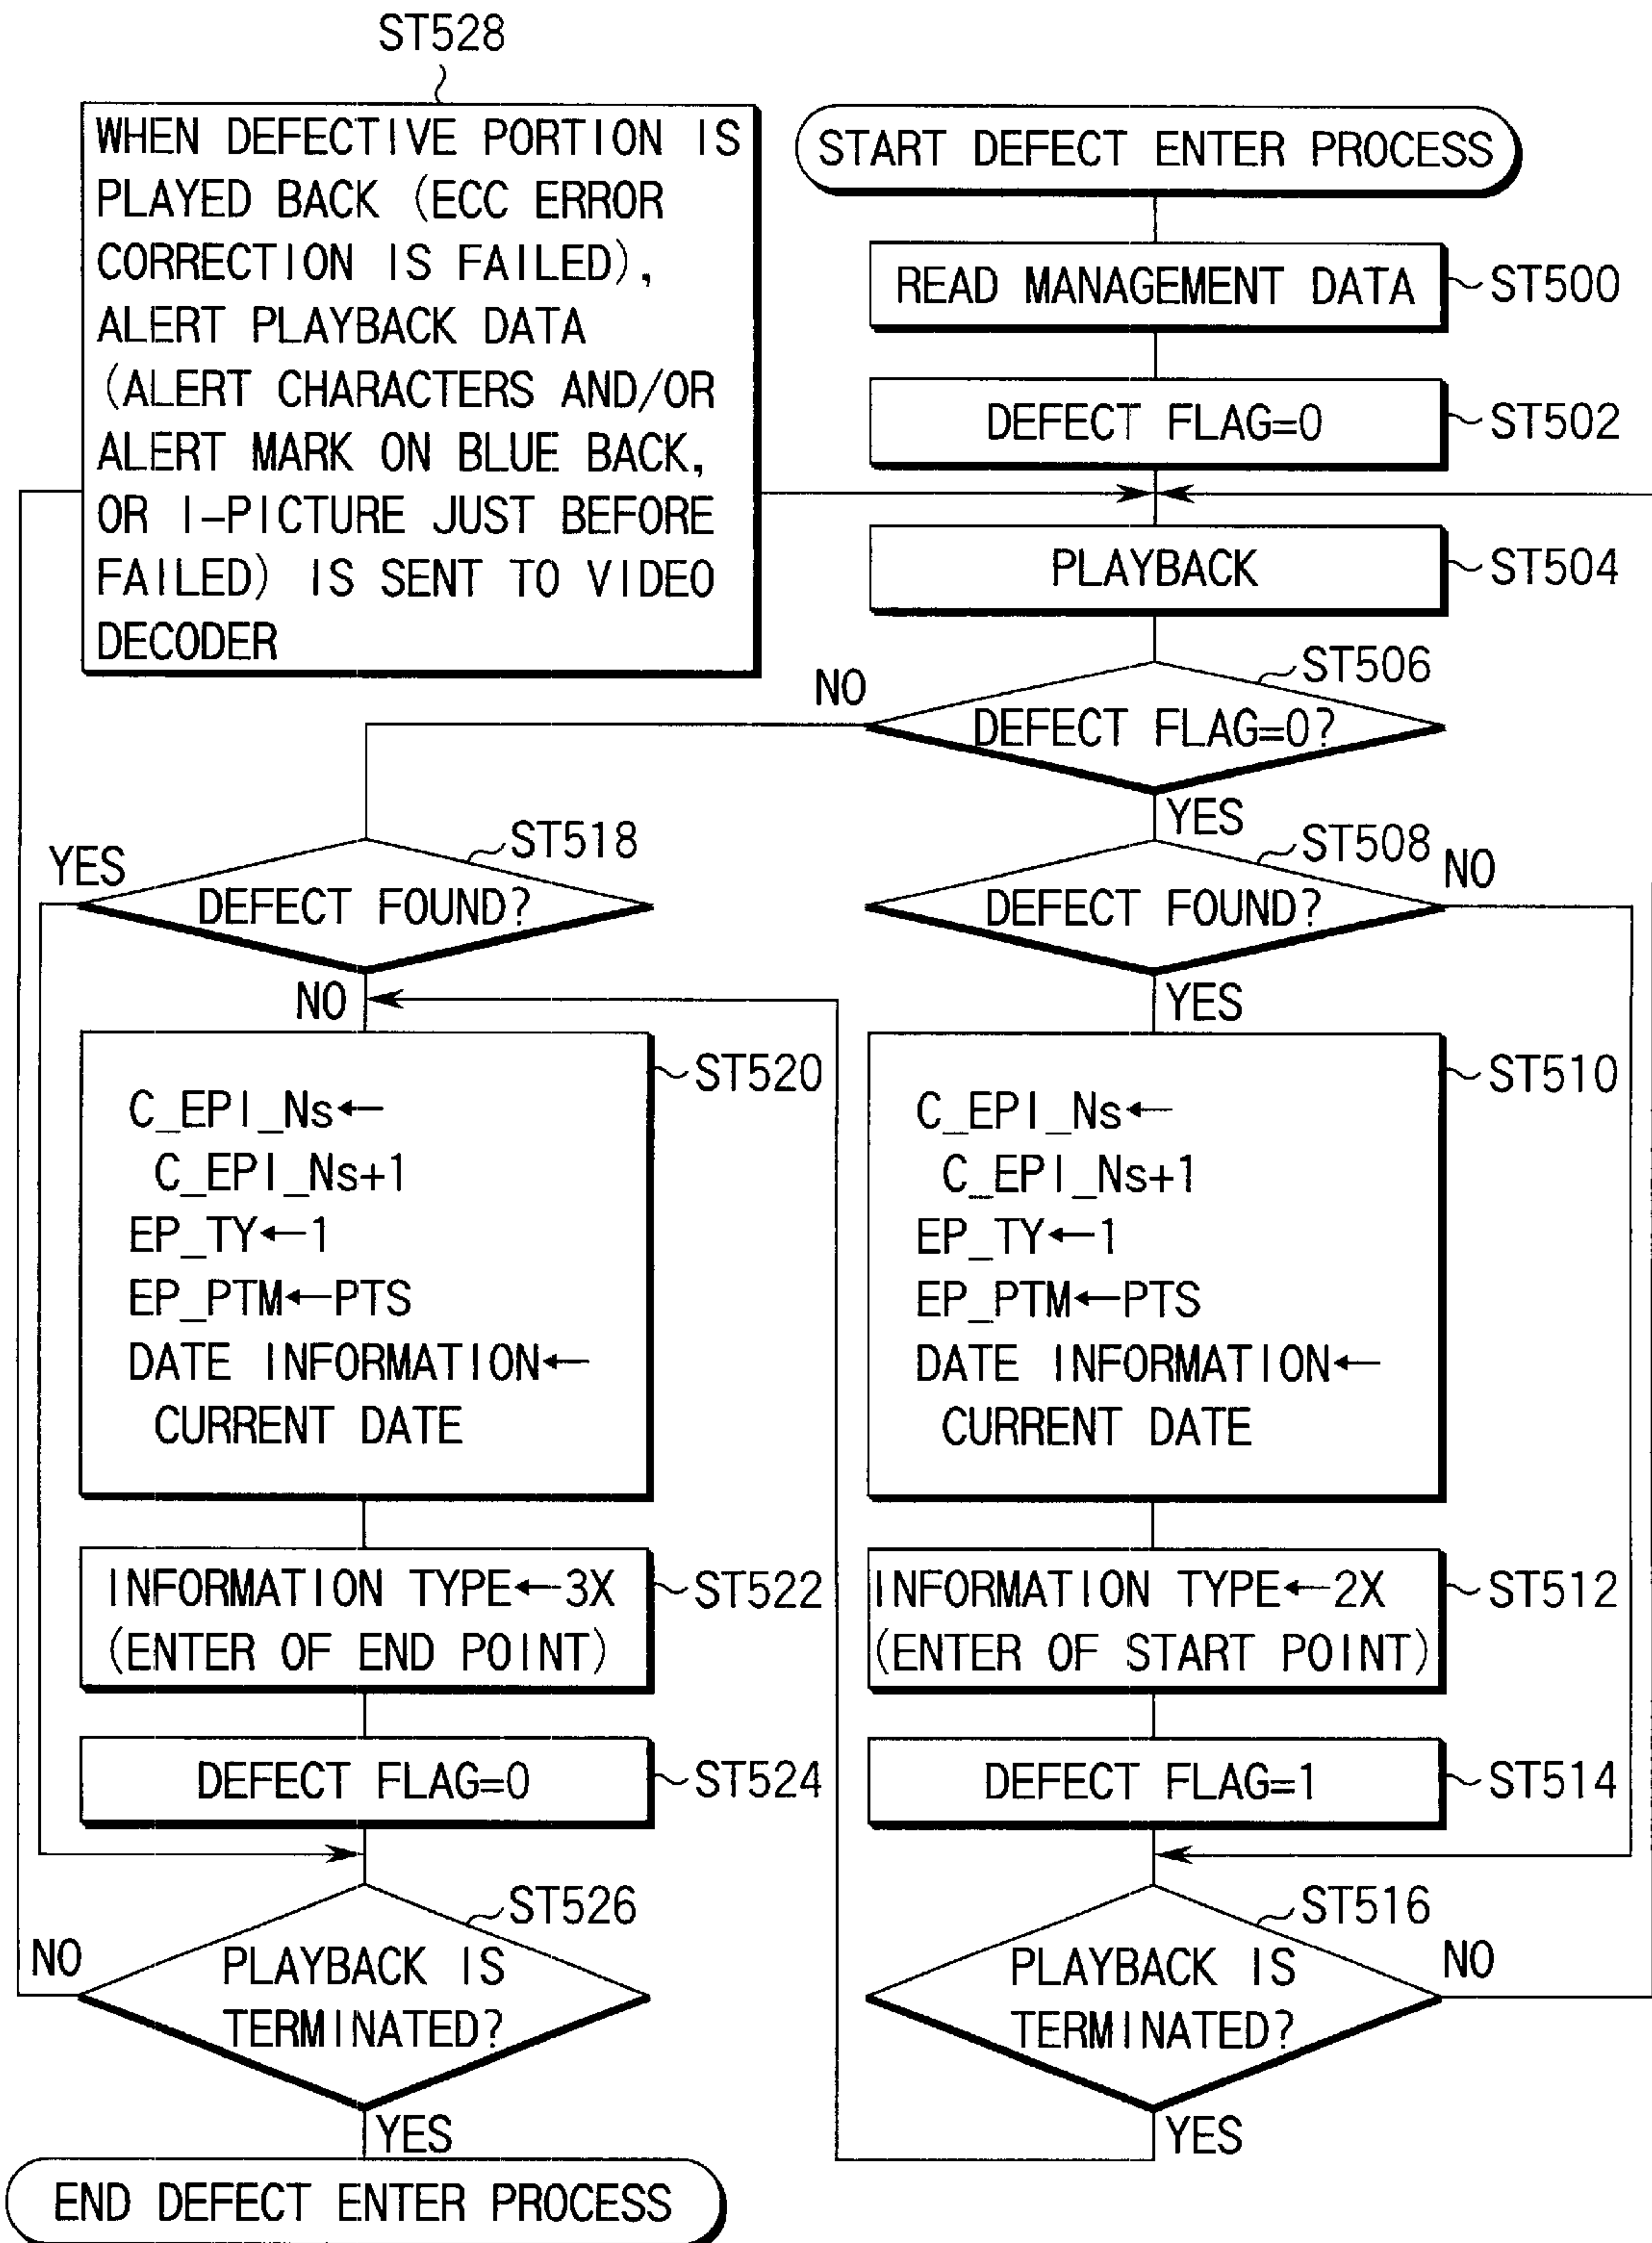 ST528
WHEN DEFECTIVE PORTION IS
PLAYED BACK (ECC ERROR
CORRECTION IS FAILED),
ALERT PLAYBACK DATA
(ALERT CHARACTERS AND/OR
ALERT MARK ON BLUE BACK,
OR I-PICTURE JUST BEFORE
FAILED) IS SENT TO VIDEO
DECODER
START DEFECT ENTER PROCESS
READ MANAGEMENT DATA
ST500
DEFECT FLAG=0
ST502
PLAYBACK
ST504
ST506
NO
DEFECT FLAG=0?
YES
ST518
YES
DEFECT FOUND?
NO
ST508
NO
DEFECT FOUND?
YES
ST520
C_EPI_Ns←
C_EPI_Ns+1
EP_TY←1
EP_PTM←PTS
DATE INFORMATION←
CURRENT DATE
ST510
C_EPI_Ns←
C_EPI_Ns+1
EP_TY←1
EP_PTM←PTS
DATE INFORMATION←
CURRENT DATE
INFORMATION TYPE←3X
(ENTER OF END POINT)
ST522
INFORMATION TYPE←2X
(ENTER OF START POINT)
ST512
DEFECT FLAG=0
ST524
DEFECT FLAG=1
ST514
ST526
NO
PLAYBACK IS
TERMINATED?
YES
ST516
NO
PLAYBACK IS
TERMINATED?
YES
END DEFECT ENTER PROCESS